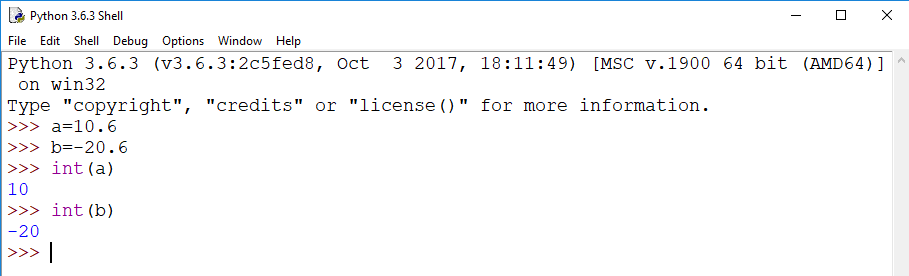 Python 3.6.3 Shell
File Edit Shell Debug Options Window Help
Python 3.6.3 (v3.6.3:2c5fed8, Oct  3 2017, 18:11:49) [MSC v.1900 64 bit (AMD64)]
 on win32
Type "copyright", "credits" or "license()" for more information.
>>> a=10.6
>>> b=-20.6
>>> int(a)
10
>>> int(b)
-20
>>>